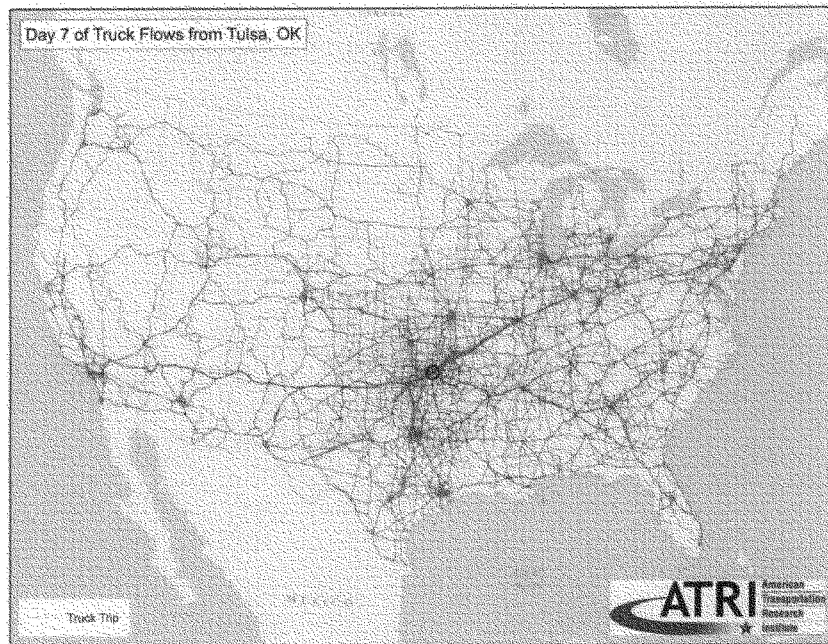 Day 7 of Truck Flows from Tulsa, OK
Truck Trip
ATRI
American
Transportation
Research
Institute